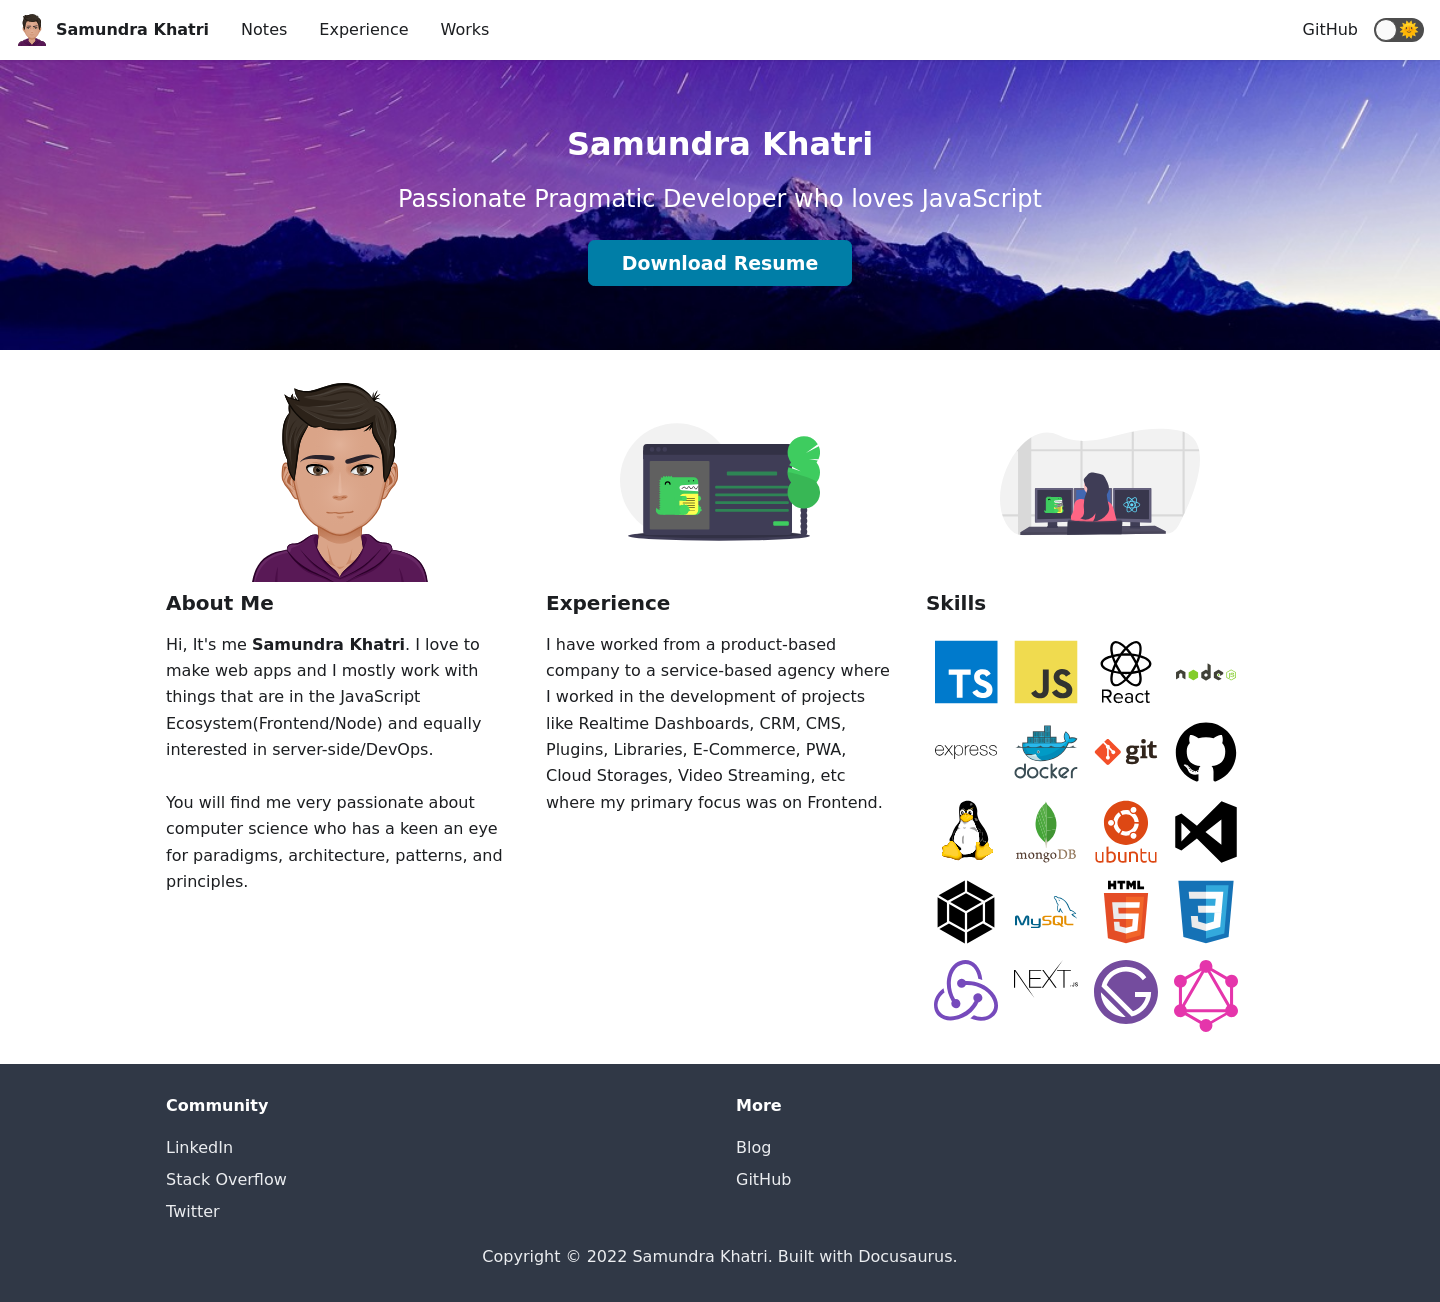 Samundra Khatri
Notes
Experience
Works
GitHub
Samundra Khatri
Passionate Pragmatic Developer who loves JavaScript
Download Resume
About Me
Hi, It's me Samundra Khatri. I love to
make web apps and I mostly work with
things that are in the JavaScript
Ecosystem(Frontend/Node) and equally
interested in server-side/DevOps.
You will find me very passionate about
computer science who has a keen an eye
for paradigms, architecture, patterns, and
principles.
Experience
I have worked from a product-based
company to a service-based agency where
I worked in the development of projects
like Realtime Dashboards, CRM, CMS,
Plugins, Libraries, E-Commerce, PWA,
Cloud Storages, Video Streaming, etc
where my primary focus was on Frontend.
Skills
TS
JS
React
node JS
express
docker
git
mongoDB
ubuntu
MySQL
HTML
5
3
NEXT.JS
Community
LinkedIn
Stack Overflow
Twitter
More
Blog
GitHub
Copyright © 2022 Samundra Khatri. Built with Docusaurus.